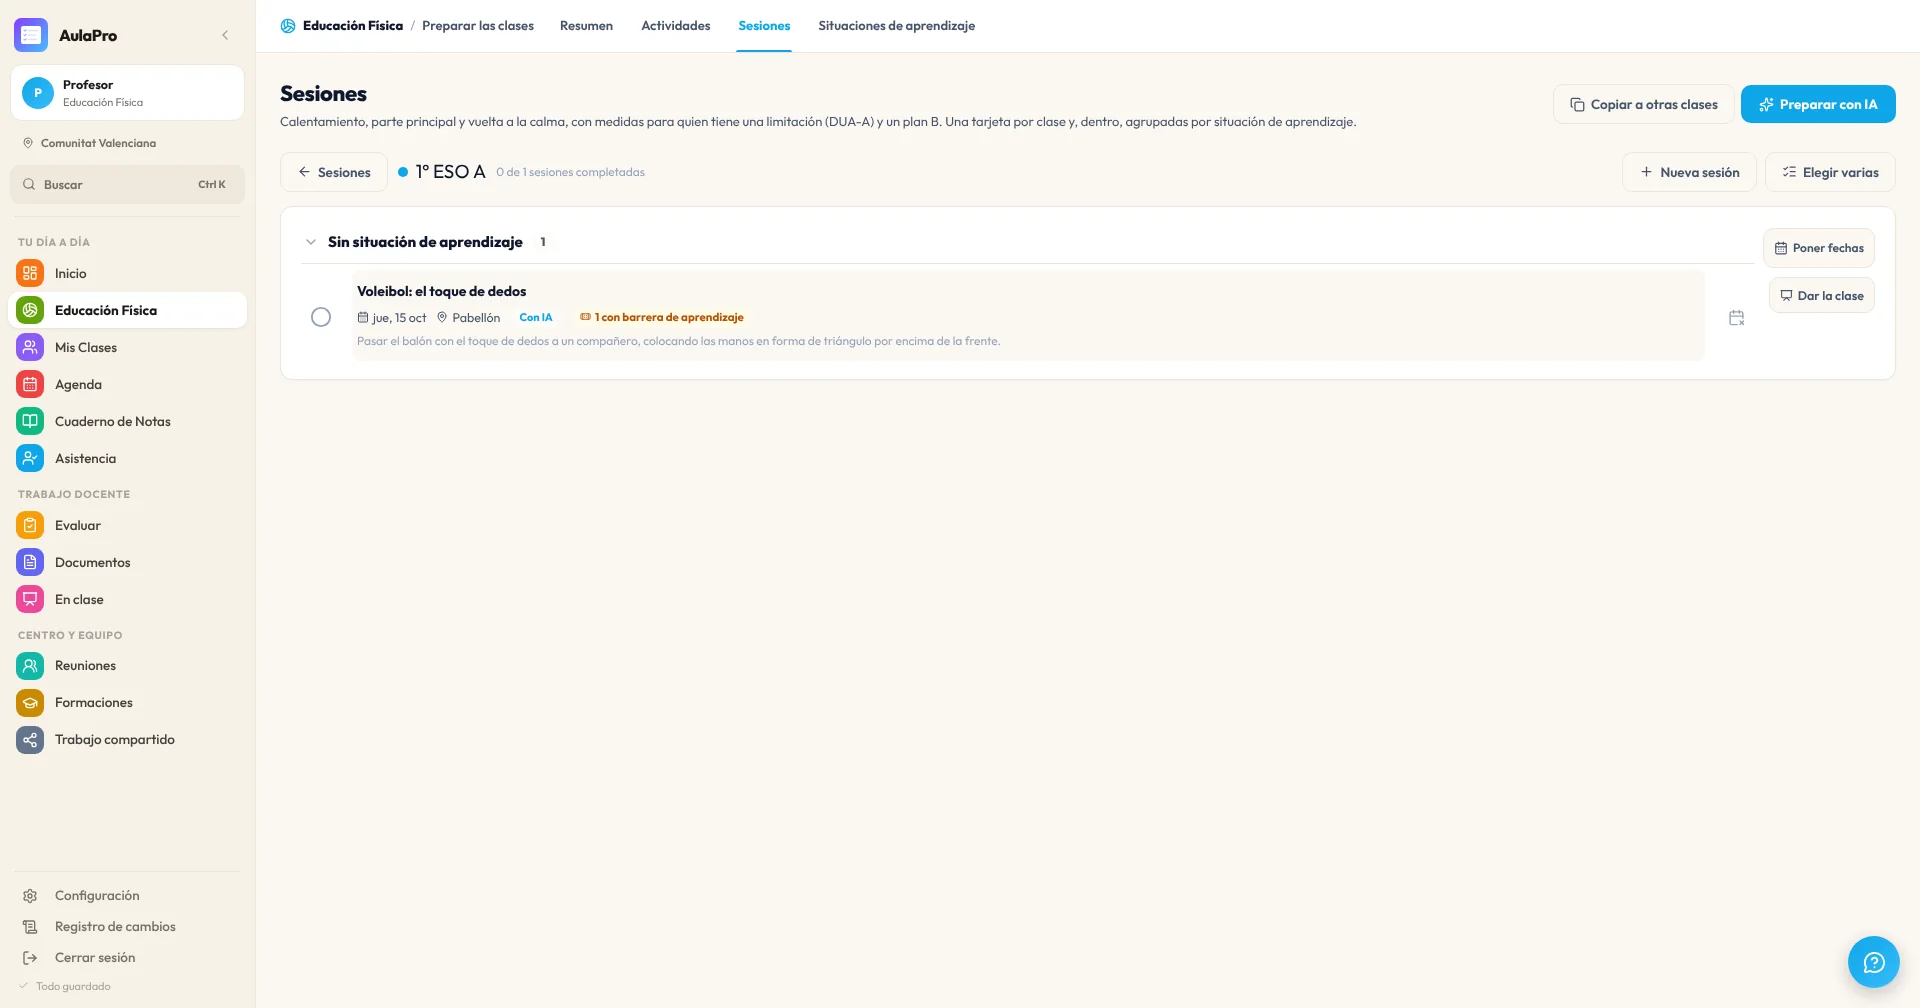 AulaPro
P
Profesor
Educación Física
Comunitat Valenciana
Buscar
Ctrl K
TU DÍA A DÍA
Inicio
Educación Física
Mis Clases
Agenda
Cuaderno de Notas
Asistencia
TRABAJO DOCENTE
Evaluar
Documentos
En clase
CENTRO Y EQUIPO
Reuniones
Formaciones
Trabajo compartido
Configuración
Registro de cambios
Cerrar sesión
Todo guardado
Educación Física / Preparar las clases Resumen Actividades Sesiones Situaciones de aprendizaje
Sesiones
Calentamiento, parte principal y vuelta a la calma, con medidas para quien tiene una limitación (DUA-A) y un plan B. Una tarjeta por clase y, dentro, agrupadas por situación de aprendizaje.
Copiar a otras clases
Preparar con IA
Sesiones
1º ESO A
0 de 1 sesiones completadas
Nueva sesión
Elegir varias
Sin situación de aprendizaje 1
Poner fechas
Voleibol: el toque de dedos
jue, 15 oct Pabellón Con IA 1 con barrera de aprendizaje
Pasar el balón con el toque de dedos a un compañero, colocando las manos en forma de triángulo por encima de la frente.
Dar la clase